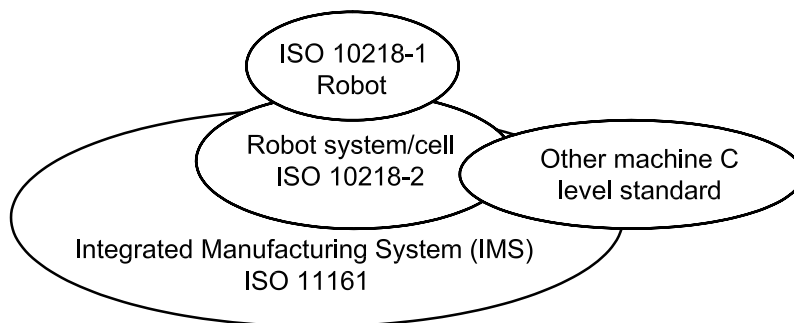 ISO 10218-1
Robot
Robot system/cell
ISO 10218-2
Other machine C
level standard
Integrated Manufacturing System (IMS)
ISO 11161